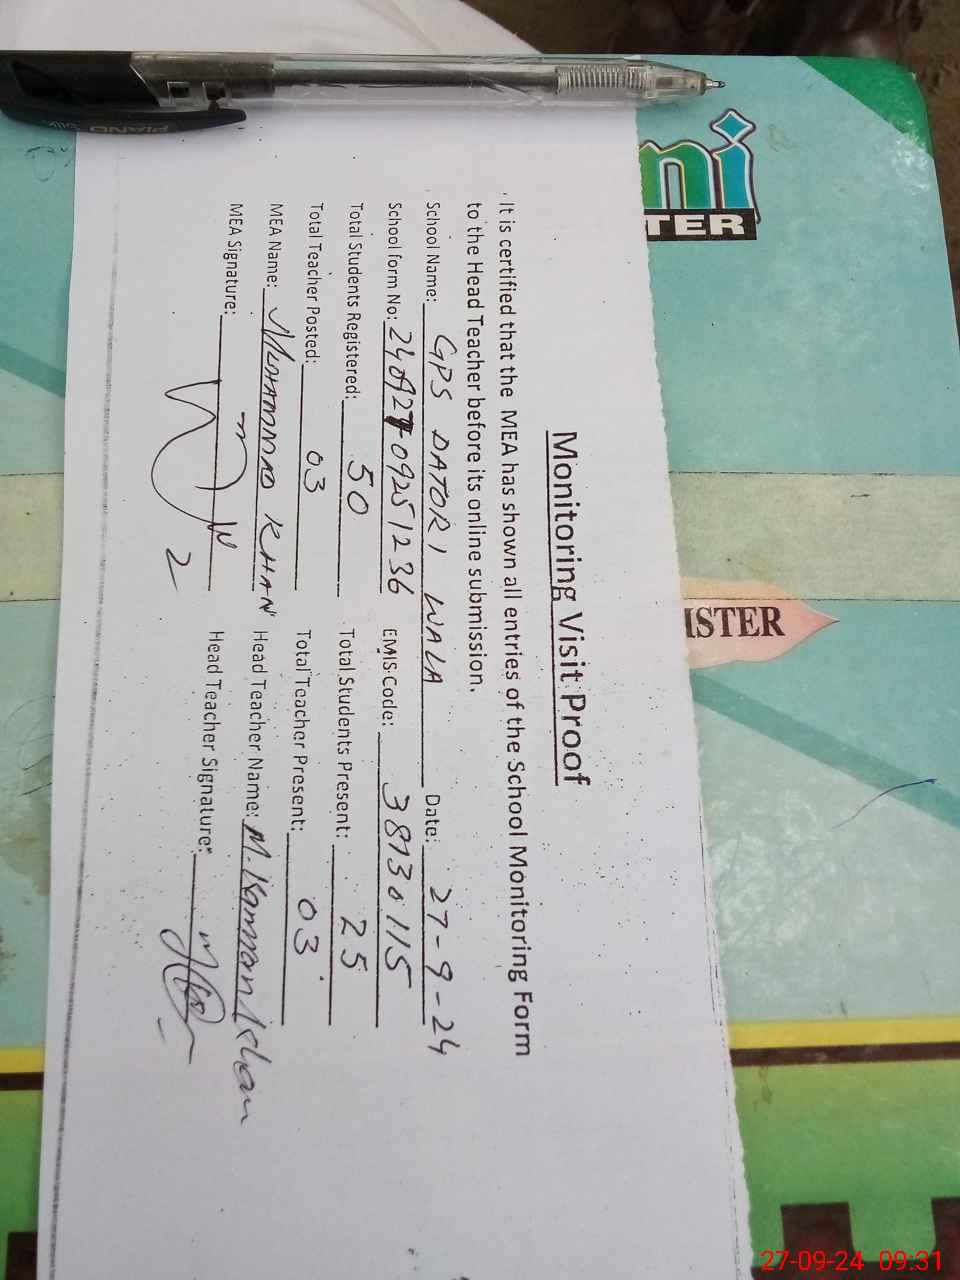 Monitoring Visit Proof
It is certified that the MEA has shown all entries of the School Monitoring Form
to the Head Teacher before its online submission.
School Name: GPS DATORI WALA Date: 27-9-24
School form No: EMIS Code: 38130115
Total Students Registered: 50 Total Students Present: 25
Total Teacher Posted: 03 Total Teacher Present: 03
MEA Name: MUHAMMAD KHAN Head Teacher Name: M. Kamran Khan
MEA Signature: Head Teacher Signature:
PIANO
ni
TER
ISTER
27-09-24 09:31